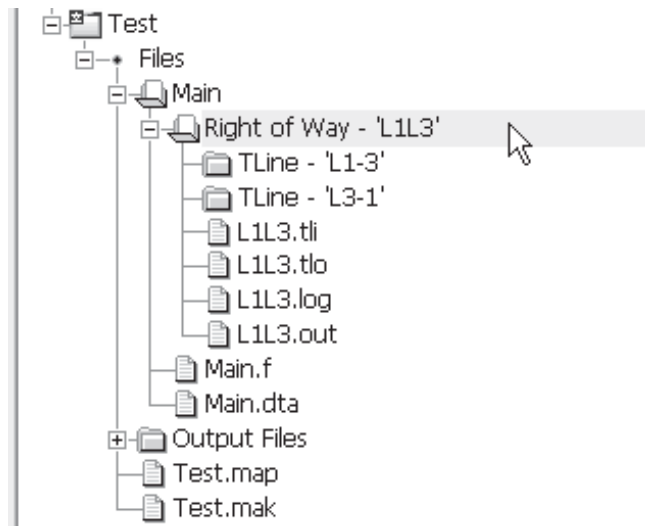 Test
Files
Main
Right of Way - 'L1L3'
TLine - 'L1-3'
TLine - 'L3-1'
L1L3.tli
L1L3.tlo
L1L3.log
L1L3.out
Main.f
Main.dta
Output Files
Test.map
Test.mak